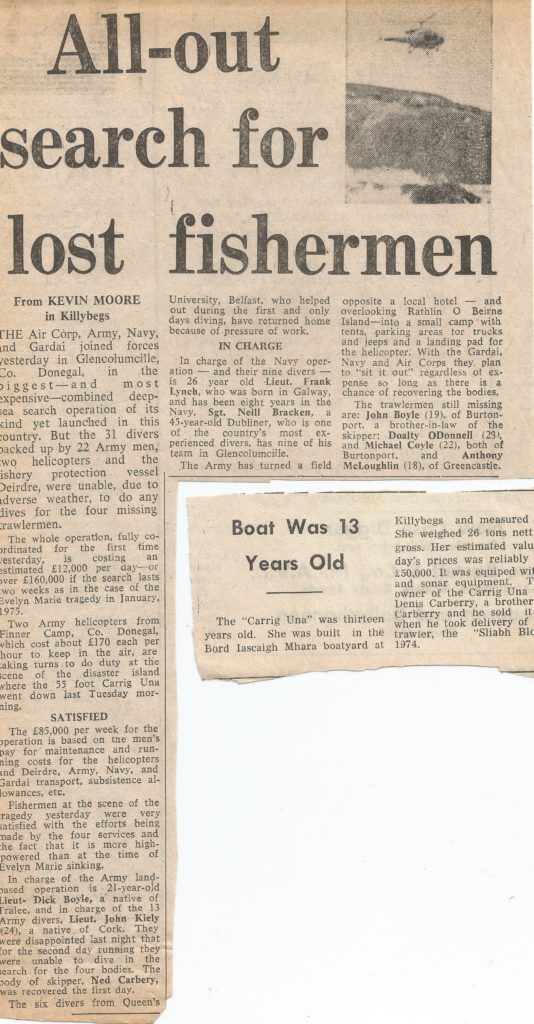 All-out
search for
lost fishermen
From KEVIN MOORE
in Killybegs
THE Air Corp, Army, Navy,
and Gardai joined forces
yesterday in Glencolumcille,
Co. Donegal, in the
biggest — and most
expensive—combined deep-
sea search operation of its
kind yet launched in this
country. But the 31 divers
backed up by 22 Army men,
two helicopters and the
fishery protection vessel
Deirdre, were unable, due to
adverse weather, to do any
dives for the four missing
trawlermen.
The whole operation, fully co-
ordinated for the first time
yesterday, is costing an
estimated £12,000 per day—or
over £160,000 if the search lasts
two weeks as in the case of the
Evelyn Marie tragedy in January,
1975.
Two Army helicopters from
Finner Camp, Co. Donegal,
which cost about £170 each per
hour to keep in the air, are
taking turns to do duty at the
scene of the disaster island
where the 55 foot Carrig Una
went down last Tuesday mor-
ning.
SATISFIED
The £85,000 per week for the
operation is based on the men's
pay for maintenance and run-
ning costs for the helicopters
and Deirdre, Army, Navy, and
Gardai transport, subsistence al-
lowances, etc.
Fishermen at the scene of the
tragedy yesterday were very
satisfied with the efforts being
made by the four services and
the fact that it is more high-
powered than at the time of
Evelyn Marie sinking.
In charge of the Army land-
based operation is 21-year-old
Lieut- Dick Boyle, a native of
Tralee, and in charge of the 13
Army divers, Lieut. John Kiely
(24), a native of Cork. They
were disappointed last night that
for the second day running they
were unable to dive in the
search for the four bodies. The
body of skipper, Ned Carbery,
was recovered the first day.
The six divers from Queen's
University, Belfast, who helped
out during the first and only
days diving, have returned home
because of pressure of work.
IN CHARGE
In charge of the Navy oper-
ation — and their nine divers —
is 26 year old Lieut. Frank
Lynch, who was born in Galway,
and has been eight years in the
Navy. Sgt. Neill Bracken, a
45-year-old Dubliner, who is one
of the country's most ex-
perienced divers, has nine of his
team in Glencolumcille.
The Army has turned a field
opposite a local hotel — and
overlooking Rathlin O Beirne
Island—into a small camp with
tents, parking areas for trucks
and jeeps and a landing pad for
the helicopter. With the Gardai,
Navy and Air Corps they plan
to "sit it out" regardless of ex-
pense so long as there is a
chance of recovering the bodies.
The trawlermen still missing
are: John Boyle (19), of Burton-
port, a brother-in-law of the
skipper; Doalty ODonnell (29),
and Michael Coyle (22), both of
Burtonport, and Anthony
McLoughlin (18), of Greencastle.
Boat Was 13
Years Old
The "Carrig Una" was thirteen
years old. She was built in the
Bord Iascaigh Mhara boatyard at
Killybegs and measured
She weighed 26 tons nett
gross. Her estimated valu
day's prices was reliably
£50,000. It was equiped wit
and sonar equipment. T
owner of the Carrig Una
Denis Carberry, a brother
Carberry and he sold it
when he took delivery of
trawler, the "Sliabh Blo
1974.